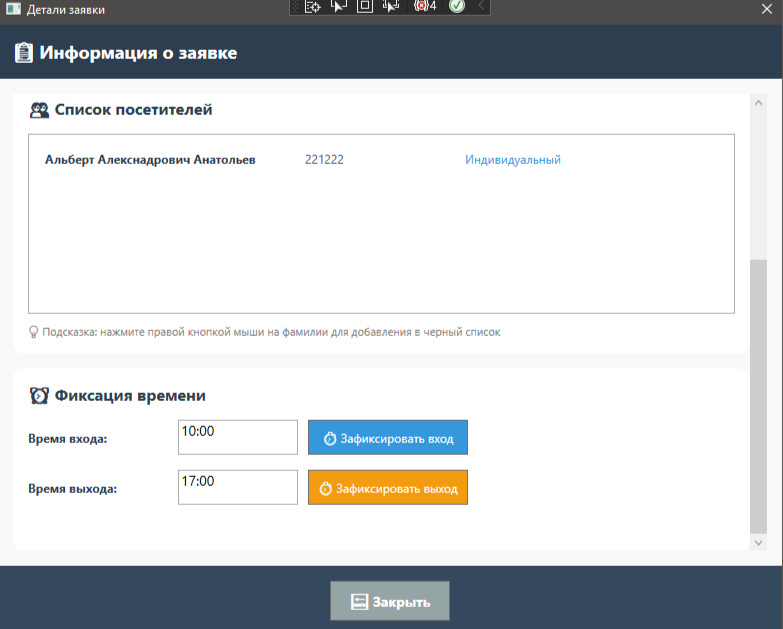 Детали заявки
4
Информация о заявке
Список посетителей
Альберт Алекснадрович Анатольев 221222 Индивидуальный
Подсказка: нажмите правой кнопкой мыши на фамилии для добавления в черный список
Фиксация времени
Время входа: 10:00 Зафиксировать вход
Время выхода: 17:00 Зафиксировать выход
Закрыть